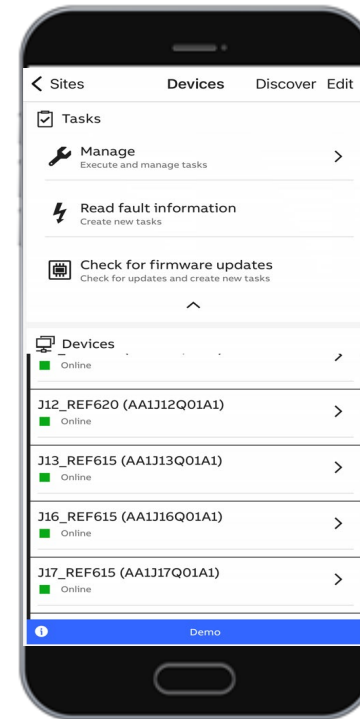 Sites Devices Discover Edit
Tasks
Manage
Execute and manage tasks
Read fault information
Create new tasks
Check for firmware updates
Check for updates and create new tasks
Devices
Online
J12_REF620 (AA1J12Q01A1)
Online
J13_REF615 (AA1J13Q01A1)
Online
J16_REF615 (AA1J16Q01A1)
Online
J17_REF615 (AA1J17Q01A1)
Online
Demo